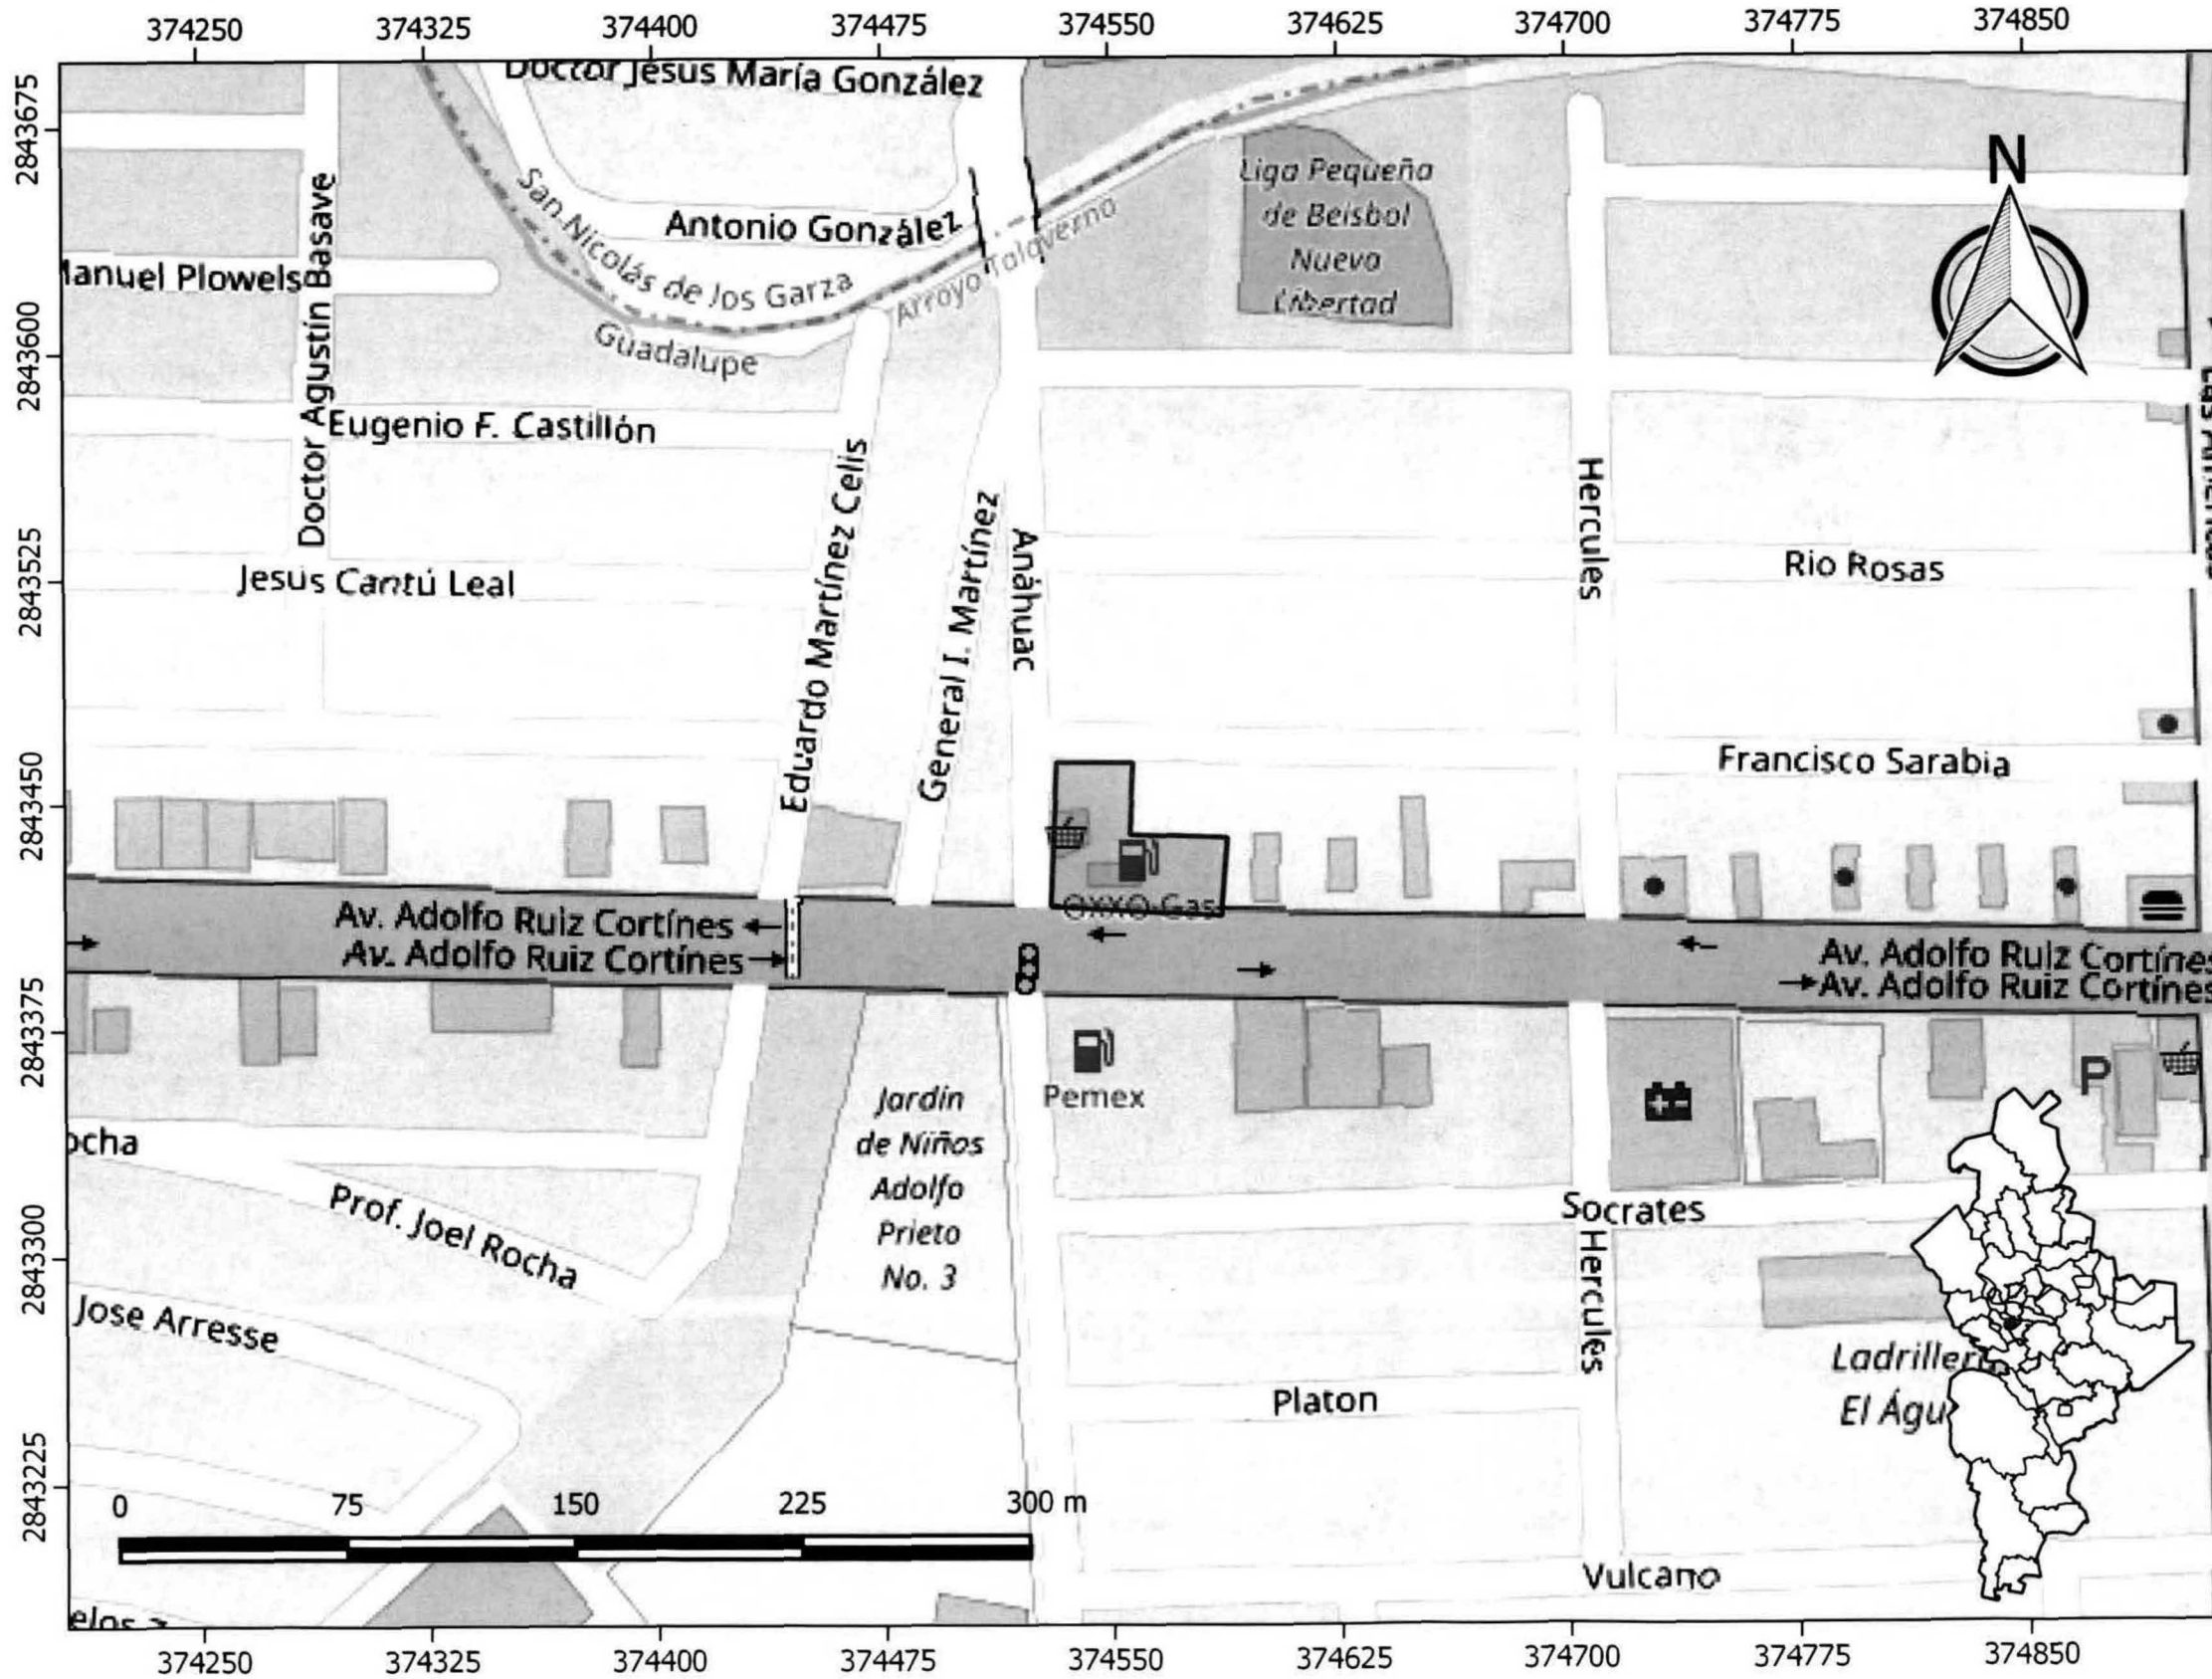 374250 374325 374400 374475 374550 374625 374700 374775 374850
Doctor Jesus María González
2843675
N
Liga Pequeña
de Beisbol
Nueva
Libertad
Antonio González
San Nicolás de los Garza
Arroyo Talaverna
Guadalupe
Doctor Agustín Basave
Manuel Plowels
2843600
Eugenio F. Castillón
Eduardo Martínez Celis
General I. Martínez
Anáhuac
Hercules
2843525
Jesús Cantú Leal
Rio Rosas
Francisco Sarabia
2843450
OXXO Gas
Av. Adolfo Ruiz Cortínes
Av. Adolfo Ruiz Cortínes
Av. Adolfo Ruiz Cortínes
Av. Adolfo Ruiz Cortínes
2843375
Pemex
P
Jardín
de Niños
Adolfo
Prieto
No. 3
ocha
Prof. Joel Rocha
Socrates
2843300
Hercules
Jose Arresse
Ladriller
El Águ
Platon
2843225
0 75 150 225 300 m
Vulcano
374250 374325 374400 374475 374550 374625 374700 374775 374850